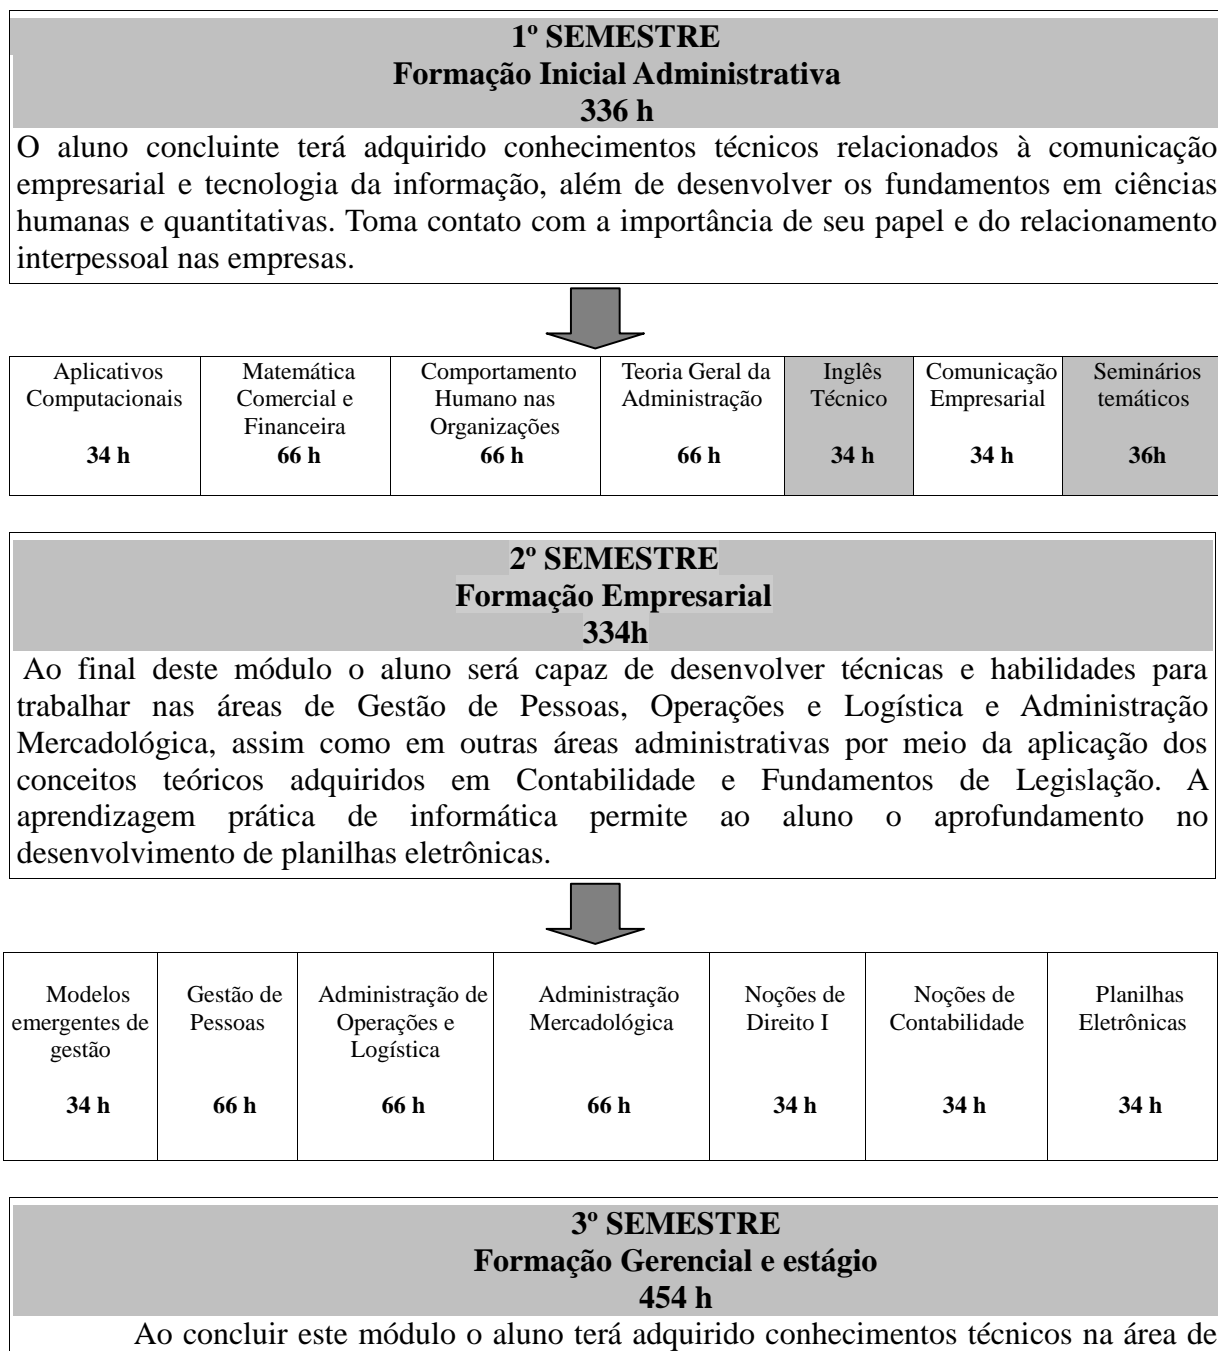 1º SEMESTRE
Formação Inicial Administrativa
336 h
O aluno concluinte terá adquirido conhecimentos técnicos relacionados à comunicação
empresarial e tecnologia da informação, além de desenvolver os fundamentos em ciências
humanas e quantitativas. Toma contato com a importância de seu papel e do relacionamento
interpessoal nas empresas.
Aplicativos
Computacionais
34 h
Matemática
Comercial e
Financeira
66 h
Comportamento
Humano nas
Organizações
66 h
Teoria Geral da
Administração
66 h
Inglês
Técnico
34 h
Comunicação
Empresarial
34 h
Seminários
temáticos
36h
2º SEMESTRE
Formação Empresarial
334h
Ao final deste módulo o aluno será capaz de desenvolver técnicas e habilidades para
trabalhar nas áreas de Gestão de Pessoas, Operações e Logística e Administração
Mercadológica, assim como em outras áreas administrativas por meio da aplicação dos
conceitos teóricos adquiridos em Contabilidade e Fundamentos de Legislação. A
aprendizagem prática de informática permite ao aluno o aprofundamento no
desenvolvimento de planilhas eletrônicas.
Modelos
emergentes de
gestão
34 h
Gestão de
Pessoas
66 h
Administração de
Operações e
Logística
66 h
Administração
Mercadológica
66 h
Noções de
Direito I
34 h
Noções de
Contabilidade
34 h
Planilhas
Eletrônicas
34 h
3º SEMESTRE
Formação Gerencial e estágio
454 h
Ao concluir este módulo o aluno terá adquirido conhecimentos técnicos na área de